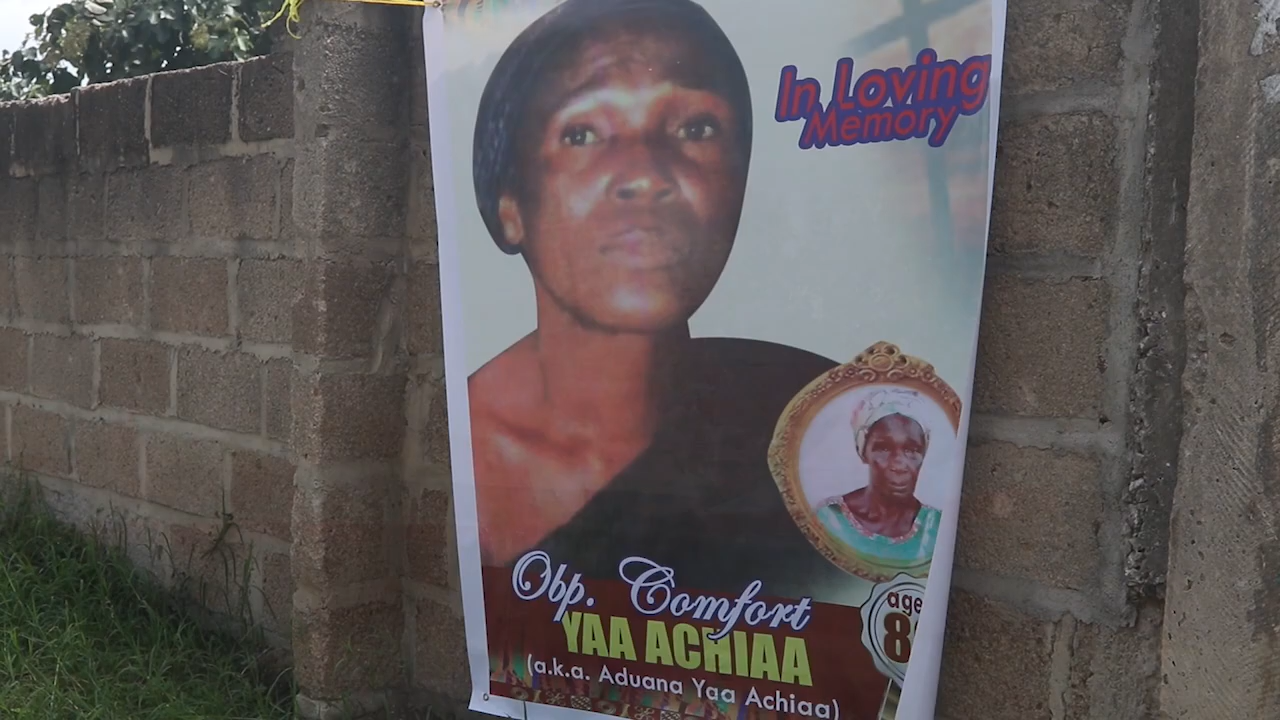 In Loving
Memory
Obp. Comfort
YAA ACHIAA
(a.k.a. Aduana Yaa Achiaa)
age
8